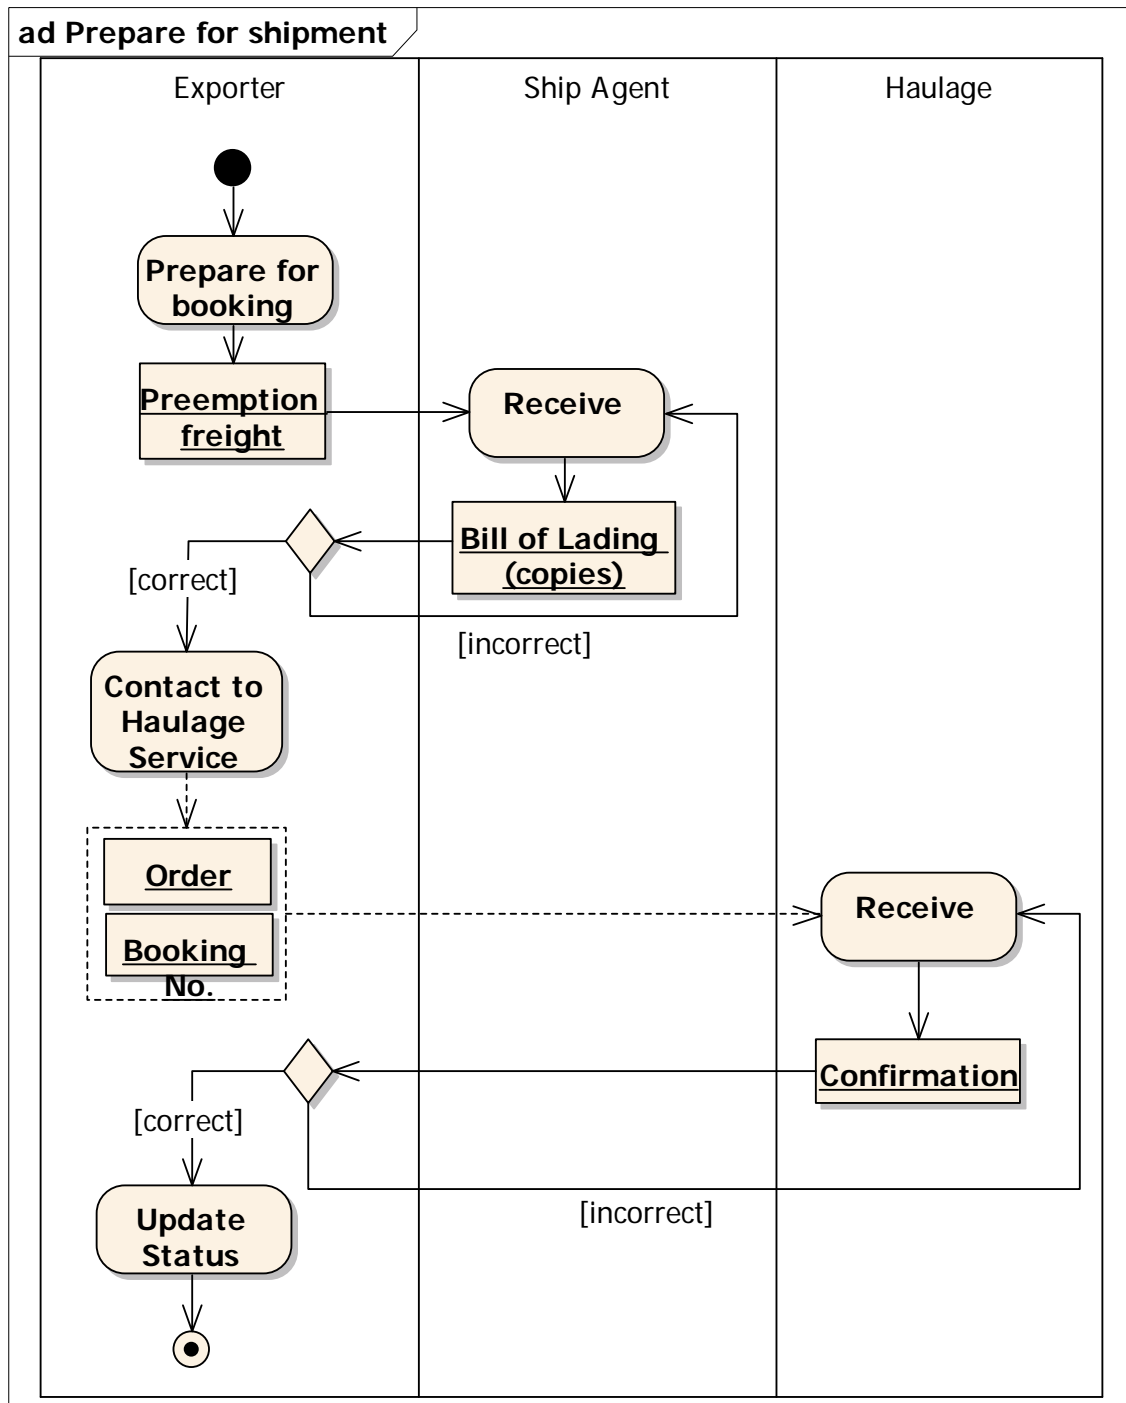 ad Prepare for shipment
Exporter
Ship Agent
Haulage
Prepare for
booking
Preemption
freight
Receive
Bill of Lading
(copies)
[correct]
[incorrect]
Contact to
Haulage
Service
Order
Booking
No.
Receive
Confirmation
[correct]
[incorrect]
Update
Status